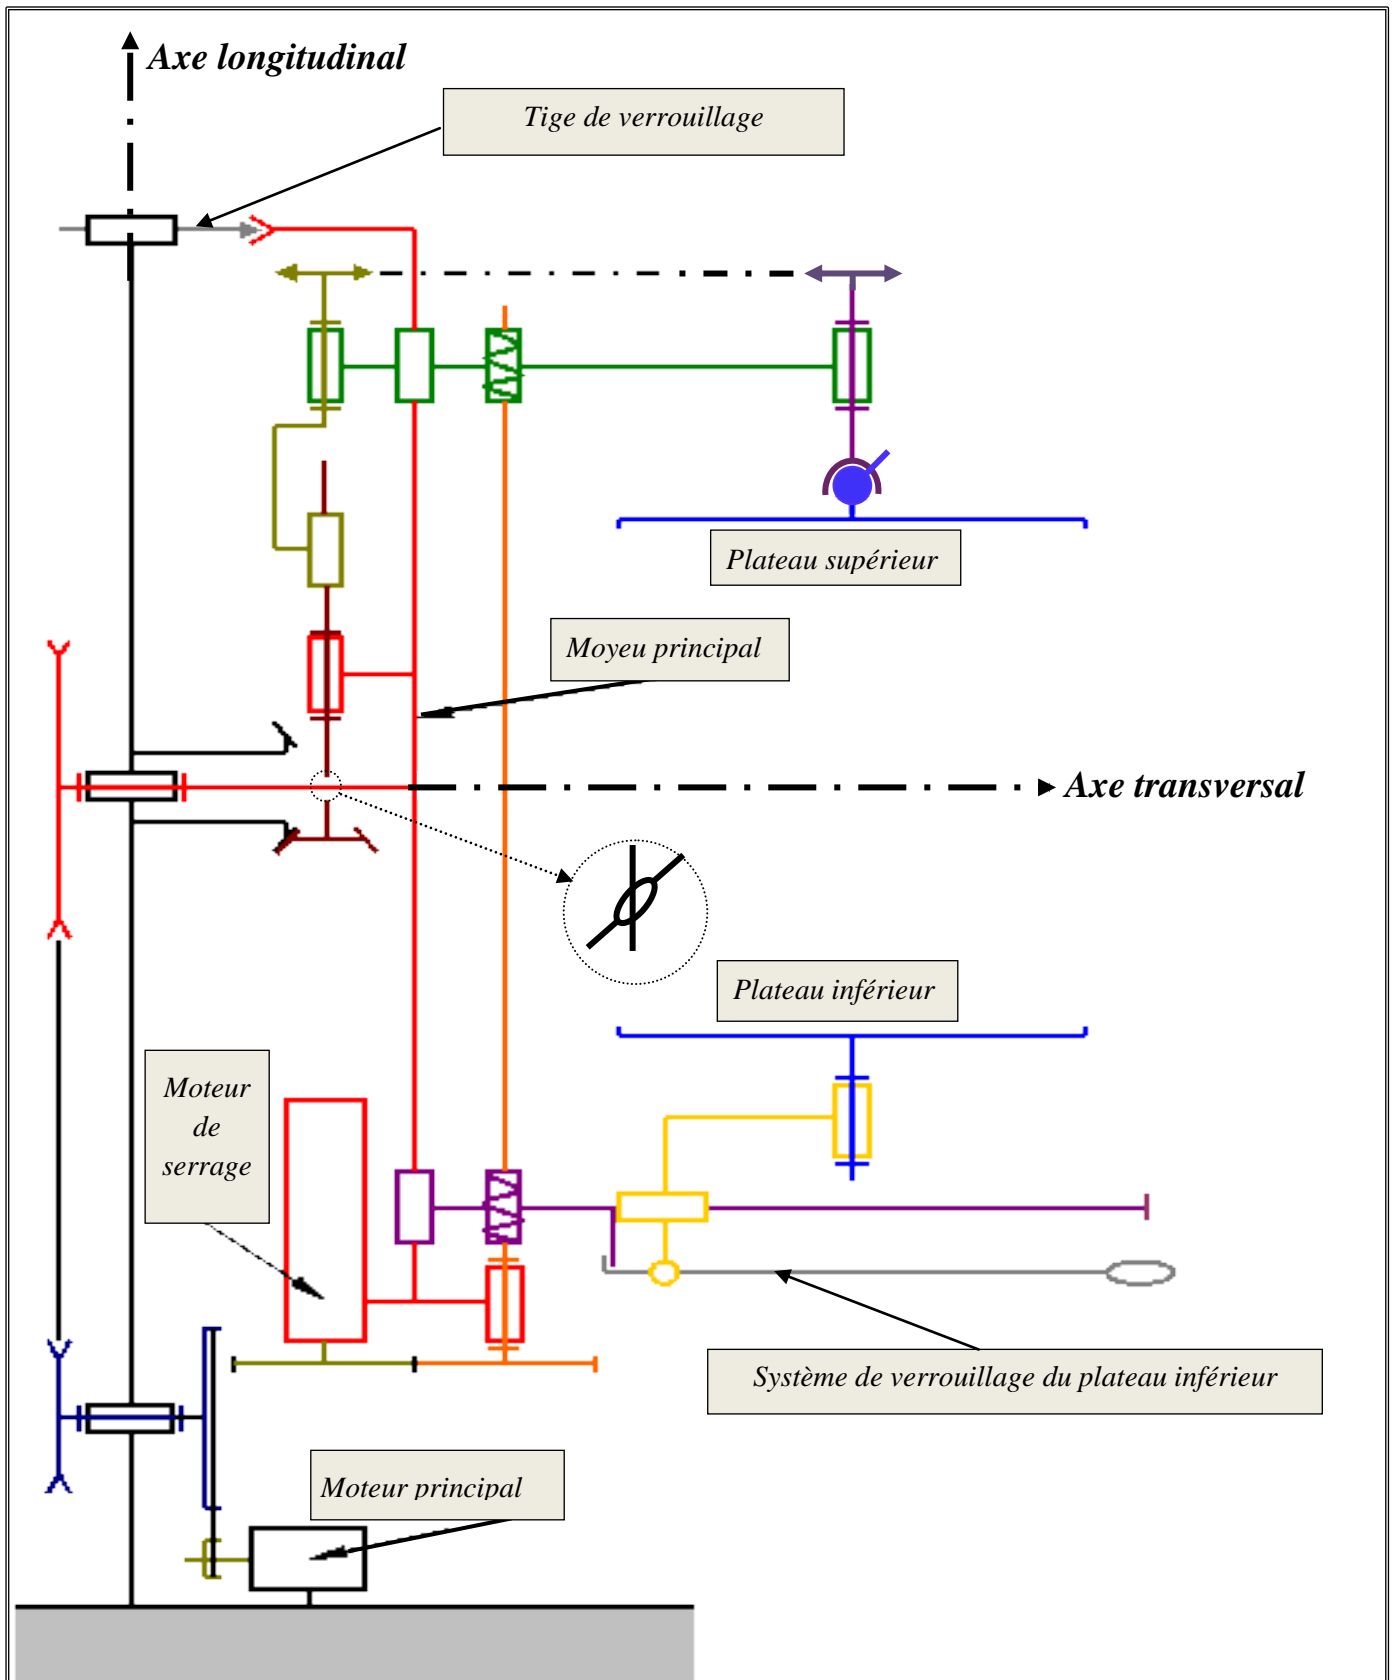 Axe longitudinal
Tige de verrouillage
Plateau supérieur
Moyeu principal
Axe transversal
Plateau inférieur
Moteur
de
serrage
Système de verrouillage du plateau inférieur
Moteur principal